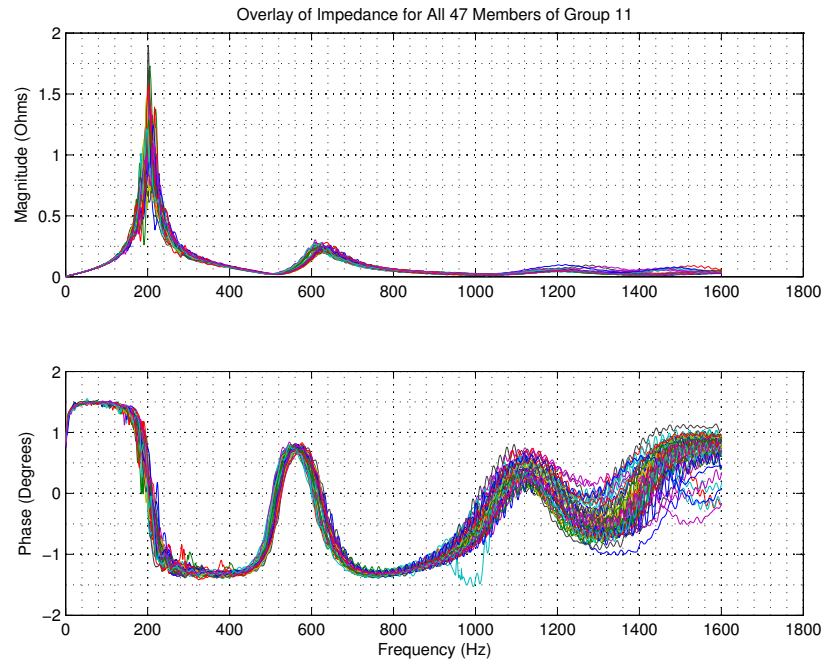 Overlay of Impedance for All 47 Members of Group 11
Magnitude (Ohms)
2
1.5
1
0.5
0
0 200 400 600 800 1000 1200 1400 1600 1800
Phase (Degrees)
2
1
0
−1
−2
0 200 400 600 800 1000 1200 1400 1600 1800
Frequency (Hz)